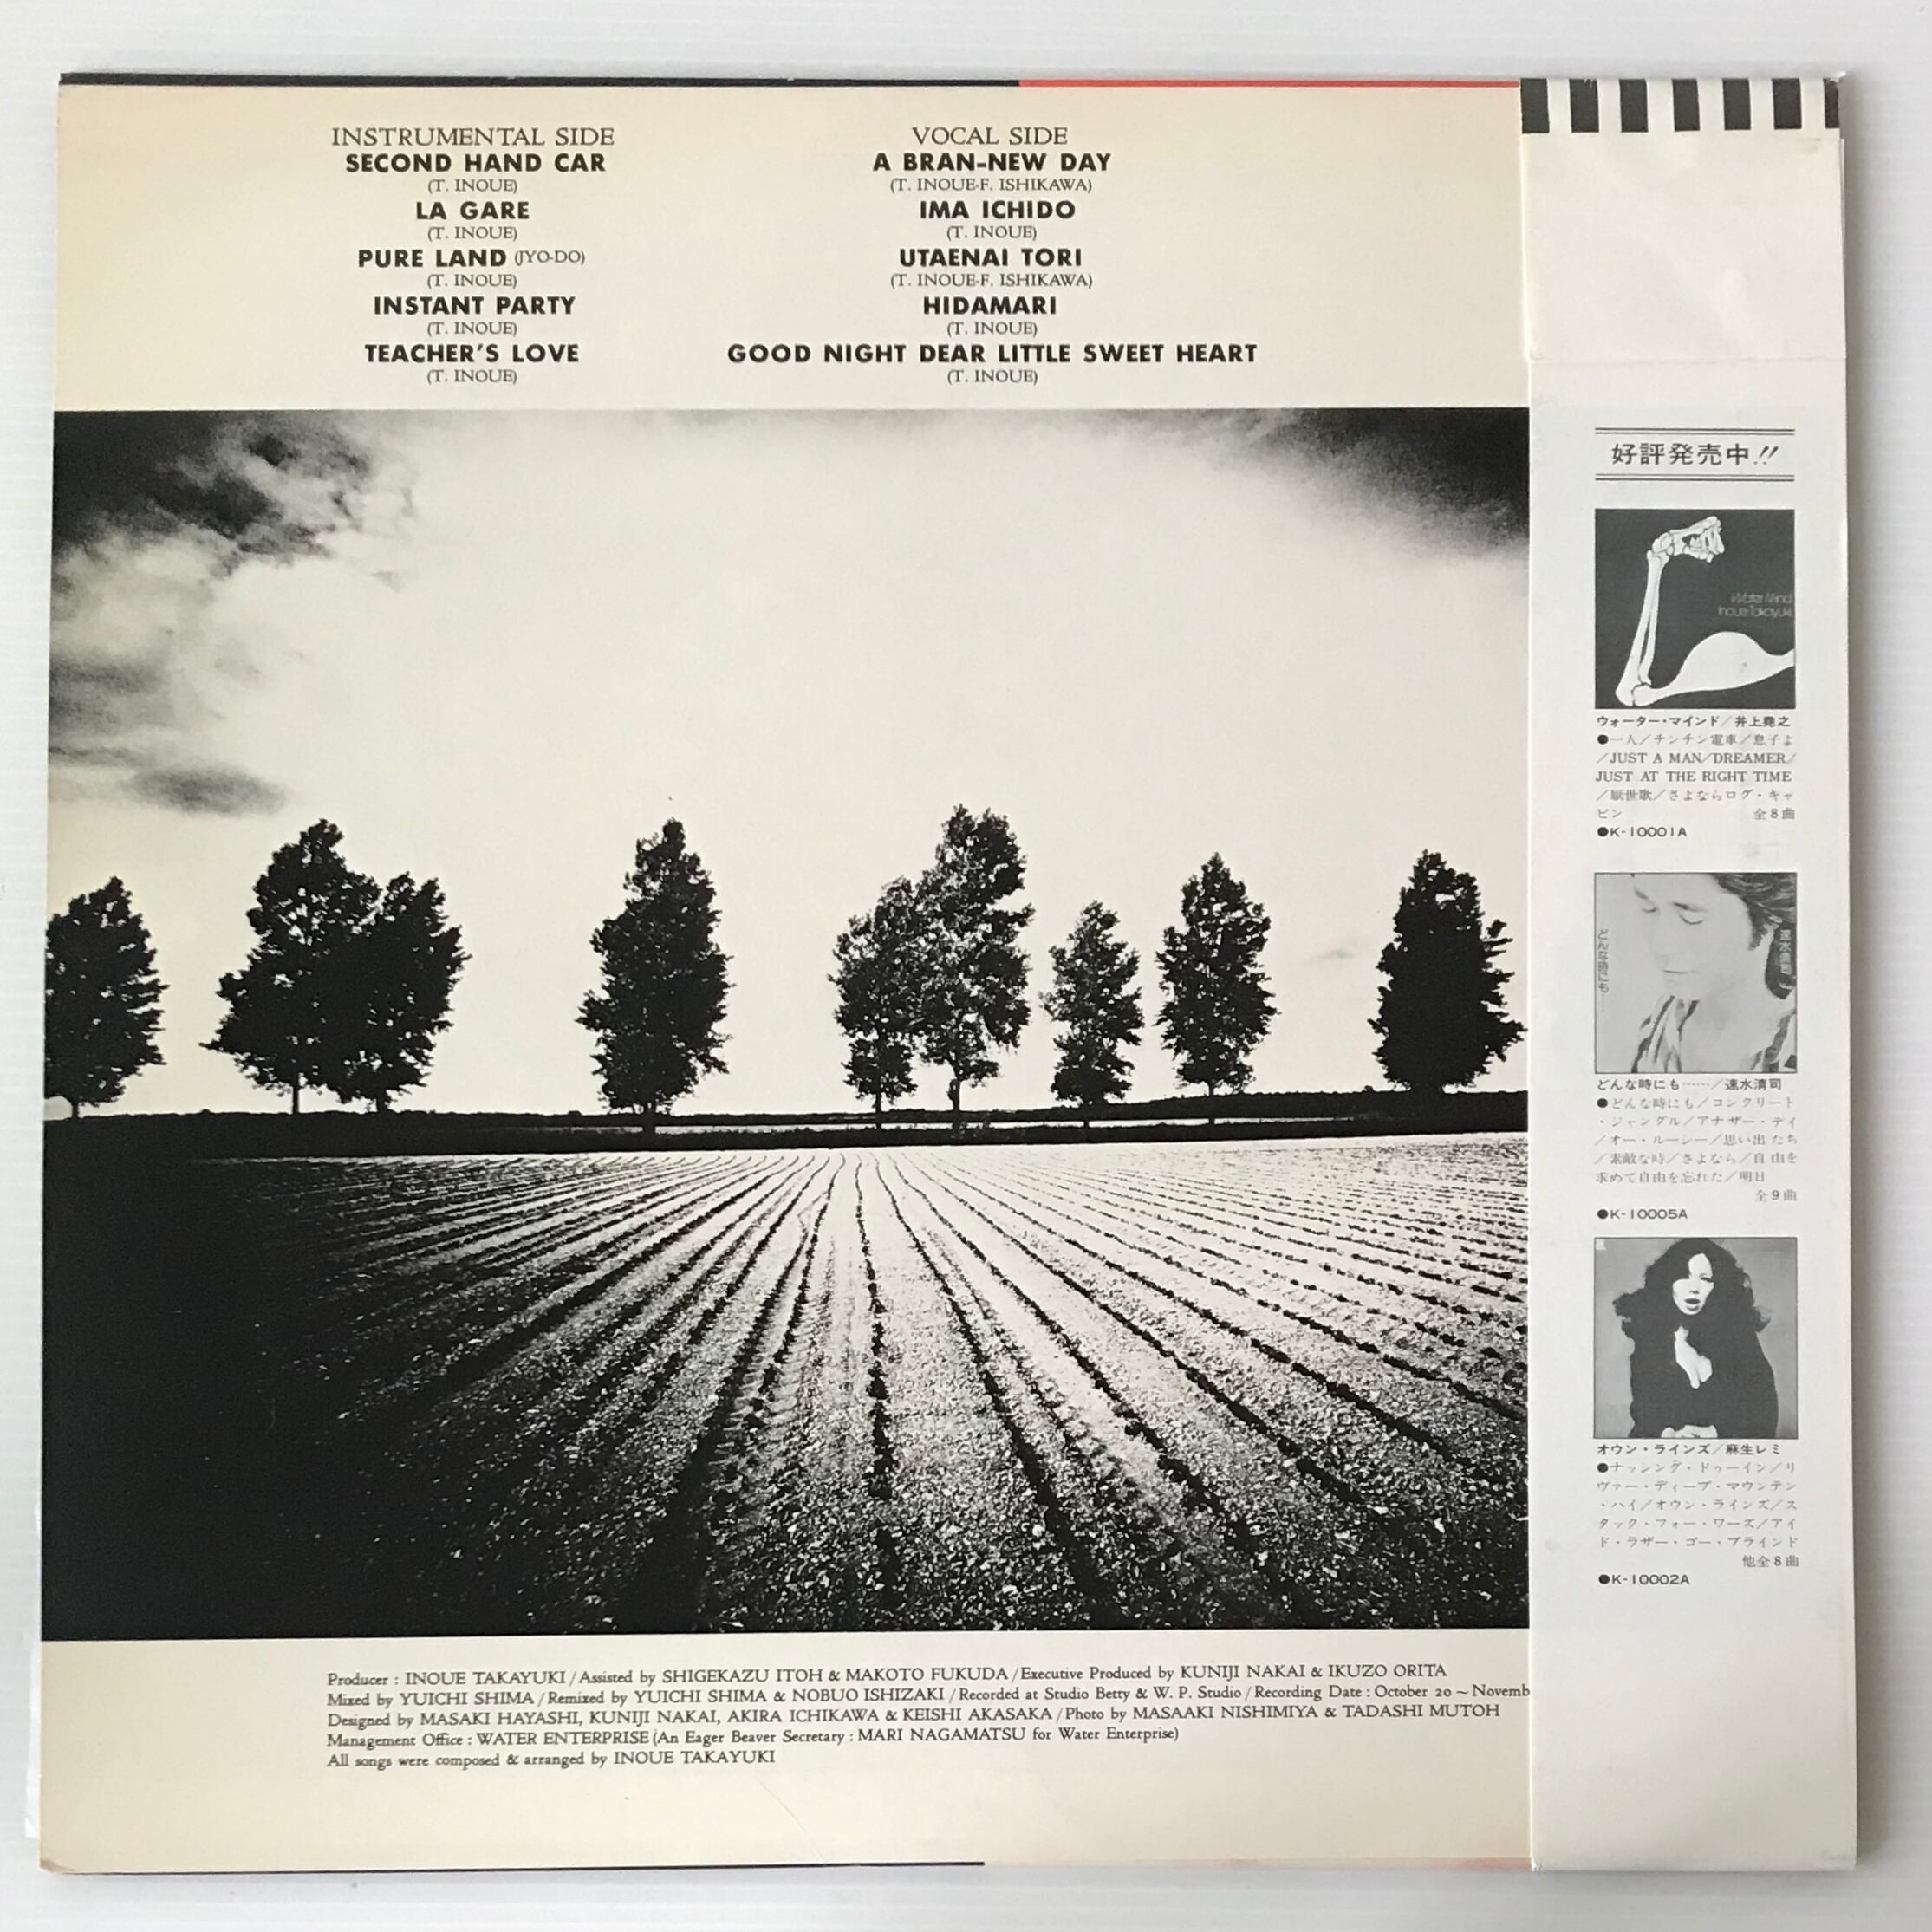 INSTRUMENTAL SIDE
SECOND HAND CAR
(T. INOUE)
LA GARE
(T. INOUE)
PURE LAND (JYO-DO)
(T. INOUE)
INSTANT PARTY
(T. INOUE)
TEACHER'S LOVE
(T. INOUE)
VOCAL SIDE
A BRAN-NEW DAY
(T. INOUE·F. ISHIKAWA)
IMA ICHIDO
(T. INOUE)
UTAENAI TORI
(T. INOUE·F. ISHIKAWA)
HIDAMARI
(T. INOUE)
GOOD NIGHT DEAR LITTLE SWEET HEART
(T. INOUE)
Producer : INOUE TAKAYUKI / Assisted by SHIGEKAZU ITOH & MAKOTO FUKUDA / Executive Produced by KUNIJI NAKAI & IKUZO ORITA
Mixed by YUICHI SHIMA / Remixed by YUICHI SHIMA & NOBUO ISHIZAKI / Recorded at Studio Betty & W. P. Studio / Recording Date : October 20 ~ Novemb
Designed by MASAKI HAYASHI, KUNIJI NAKAI, AKIRA ICHIKAWA & KEISHI AKASAKA / Photo by MASAAKI NISHIMIYA & TADASHI MUTOH
Management Office : WATER ENTERPRISE (An Eager Beaver Secretary : MARI NAGAMATSU for Water Enterprise)
All songs were composed & arranged by INOUE TAKAYUKI
好評発売中!!
Water Mind
Inoue Takayuki
ウォーター・マインド/井上堯之
●一人/チンチン電車/息子よ
/JUST A MAN/DREAMER/
JUST AT THE RIGHT TIME
/厭世歌/さよならログ・キャ
ビン 全8曲
●K-10001A
どんな時にも……
速水清司
どんな時にも……/速水清司
●どんな時にも/コンクリート
・ジャングル/アナザー・デイ
/オー・ルーシー/思い出たち
/素敵な時/さよなら/自由を
求めて自由を忘れた/明日
全9曲
●K-10005A
オウン・ラインズ/麻生レミ
●ナッシング・ドゥーイン/リ
ヴァー・ディープ・マウンテン
・ハイ/オウン・ラインズ/ス
タック・フォー・ワーズ/アイ
ド・ラザー・ゴー・ブラインド
他全8曲
●K-10002A